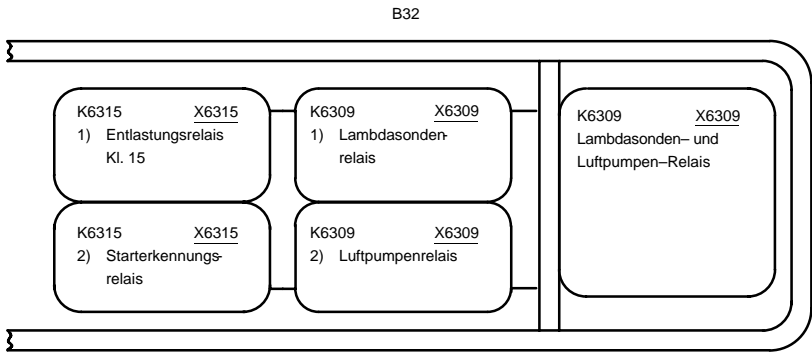 B32
K6315 X6315
1) Entlastungsrelais
Kl. 15
K6309 X6309
1) Lambdasonden-
relais
K6309 X6309
Lambdasonden– und
Luftpumpen–Relais
K6315 X6315
2) Starterkennungs-
relais
K6309 X6309
2) Luftpumpenrelais